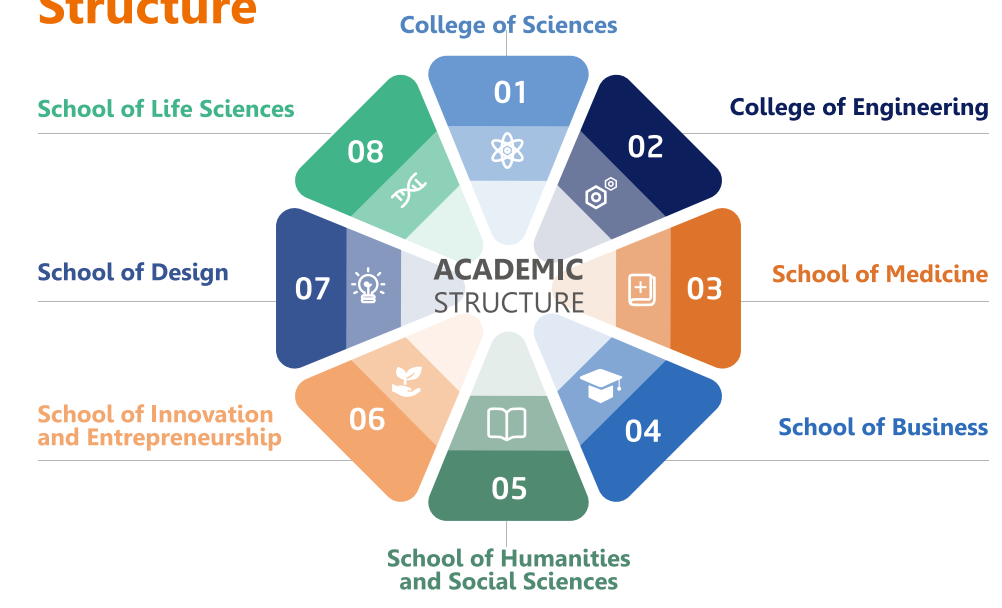 Structure
College of Sciences
01
College of Engineering
02
School of Medicine
03
School of Business
04
05
School of Humanities
and Social Sciences
School of Innovation
and Entrepreneurship
06
School of Design
07
School of Life Sciences
08
ACADEMIC
STRUCTURE